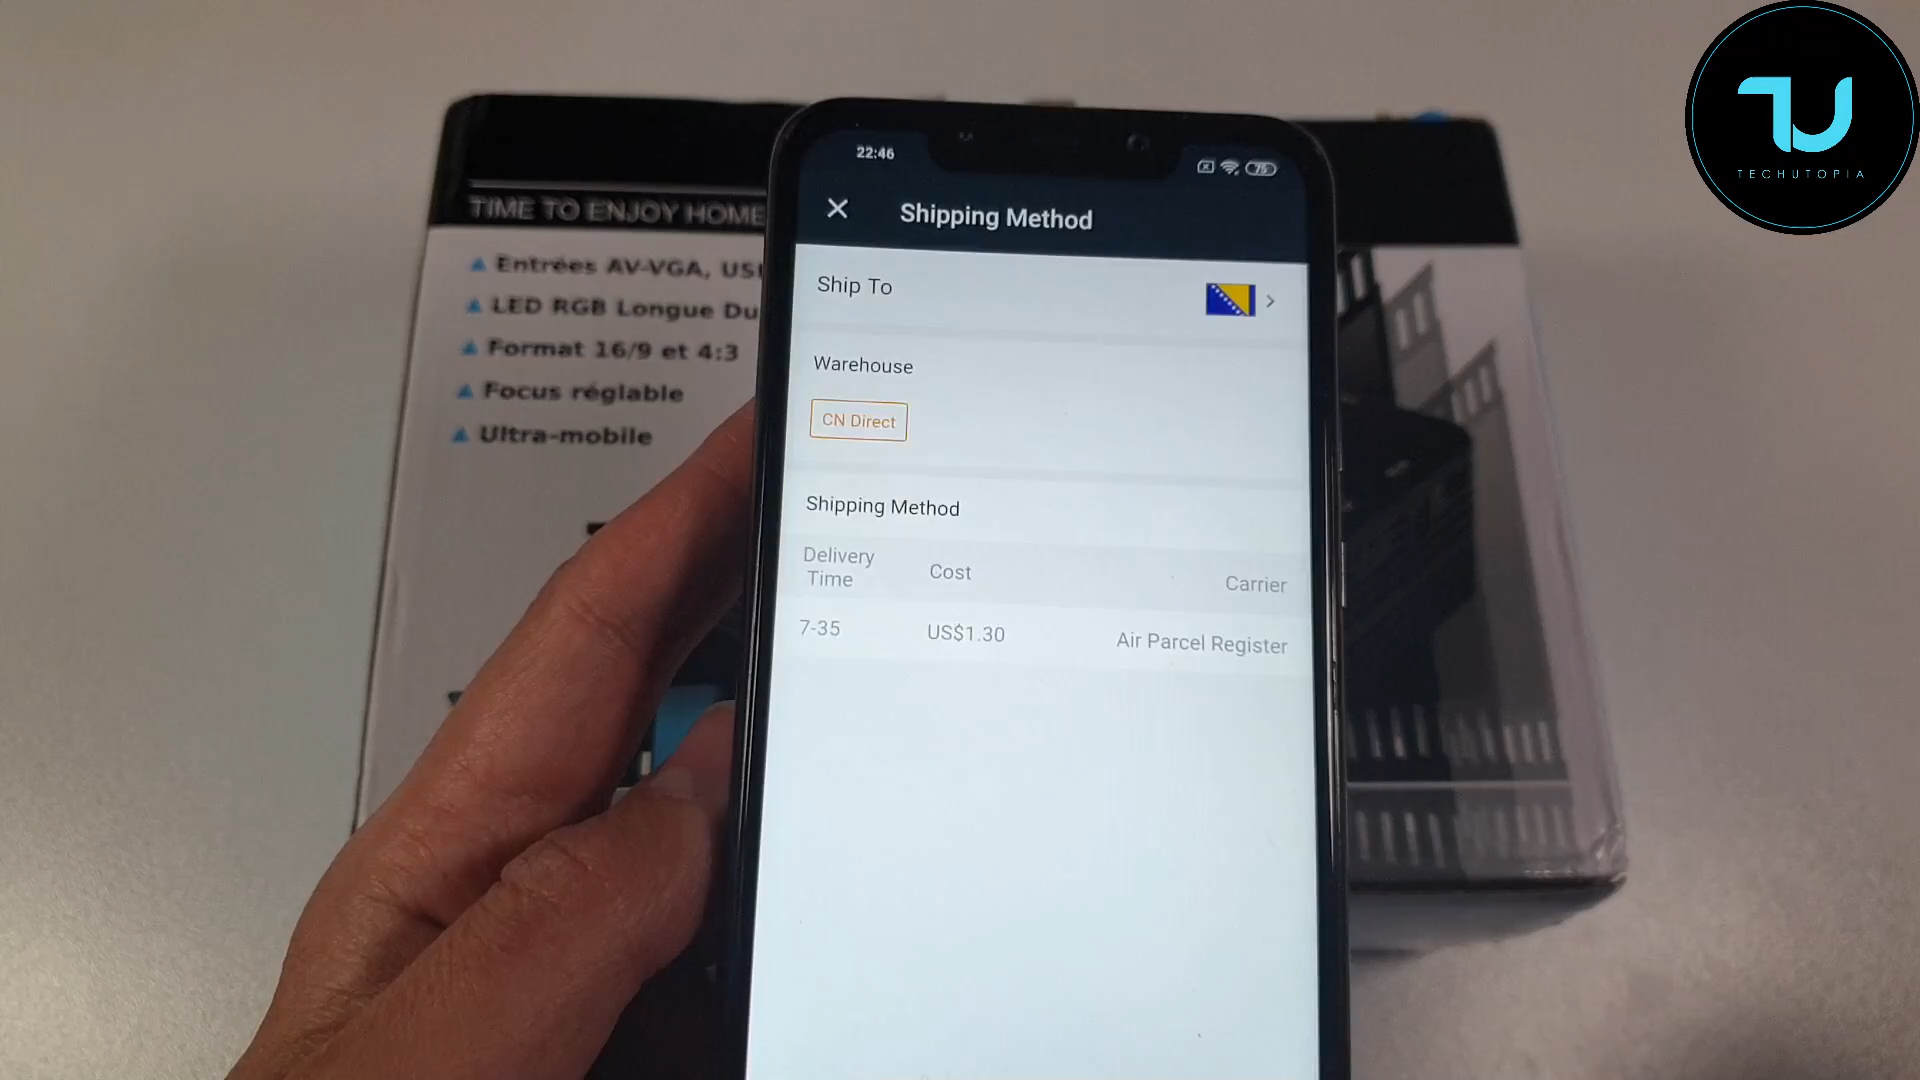 TU
TECHUTOPIA
22:46
75
Shipping Method
Ship To
Warehouse
CN Direct
Shipping Method
Delivery Time
Cost
Carrier
7-35
US$1.30
Air Parcel Register
TIME TO ENJOY HOME
Entrées AV-VGA, US
LED RGB Longue Du
Format 16/9 et 4:3
Focus réglable
Ultra-mobile